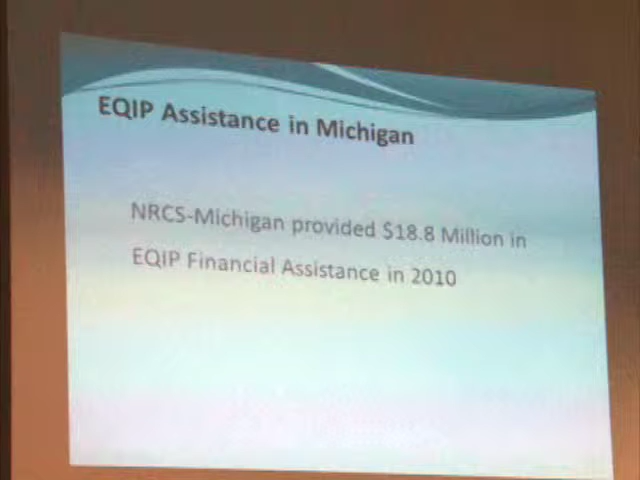 EQIP Assistance in Michigan
NRCS-Michigan provided $18.8 Million in
EQIP Financial Assistance in 2010